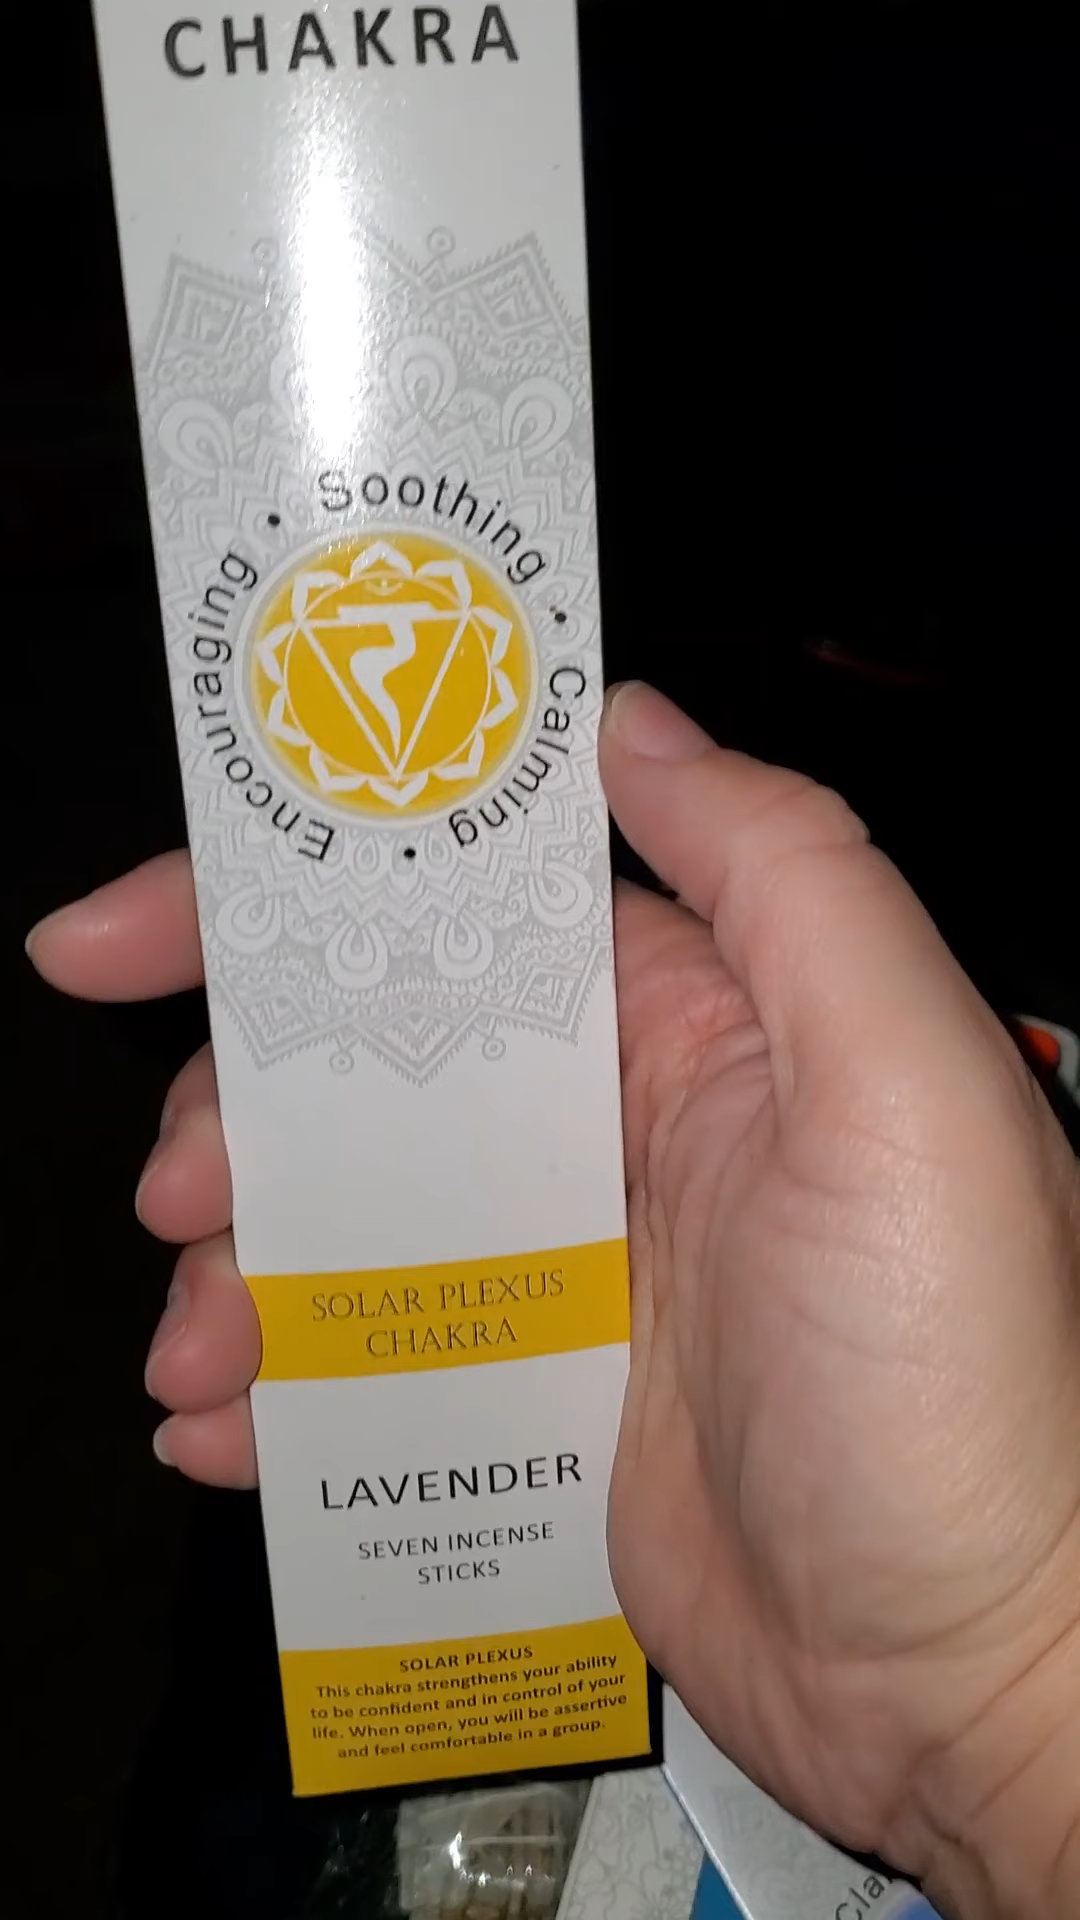 CHAKRA
Soothing • Calming • Encouraging •
र
SOLAR PLEXUS
CHAKRA
LAVENDER
SEVEN INCENSE
STICKS
SOLAR PLEXUS
This chakra strengthens your ability
to be confident and in control of your
life. When open, you will be assertive
and feel comfortable in a group.